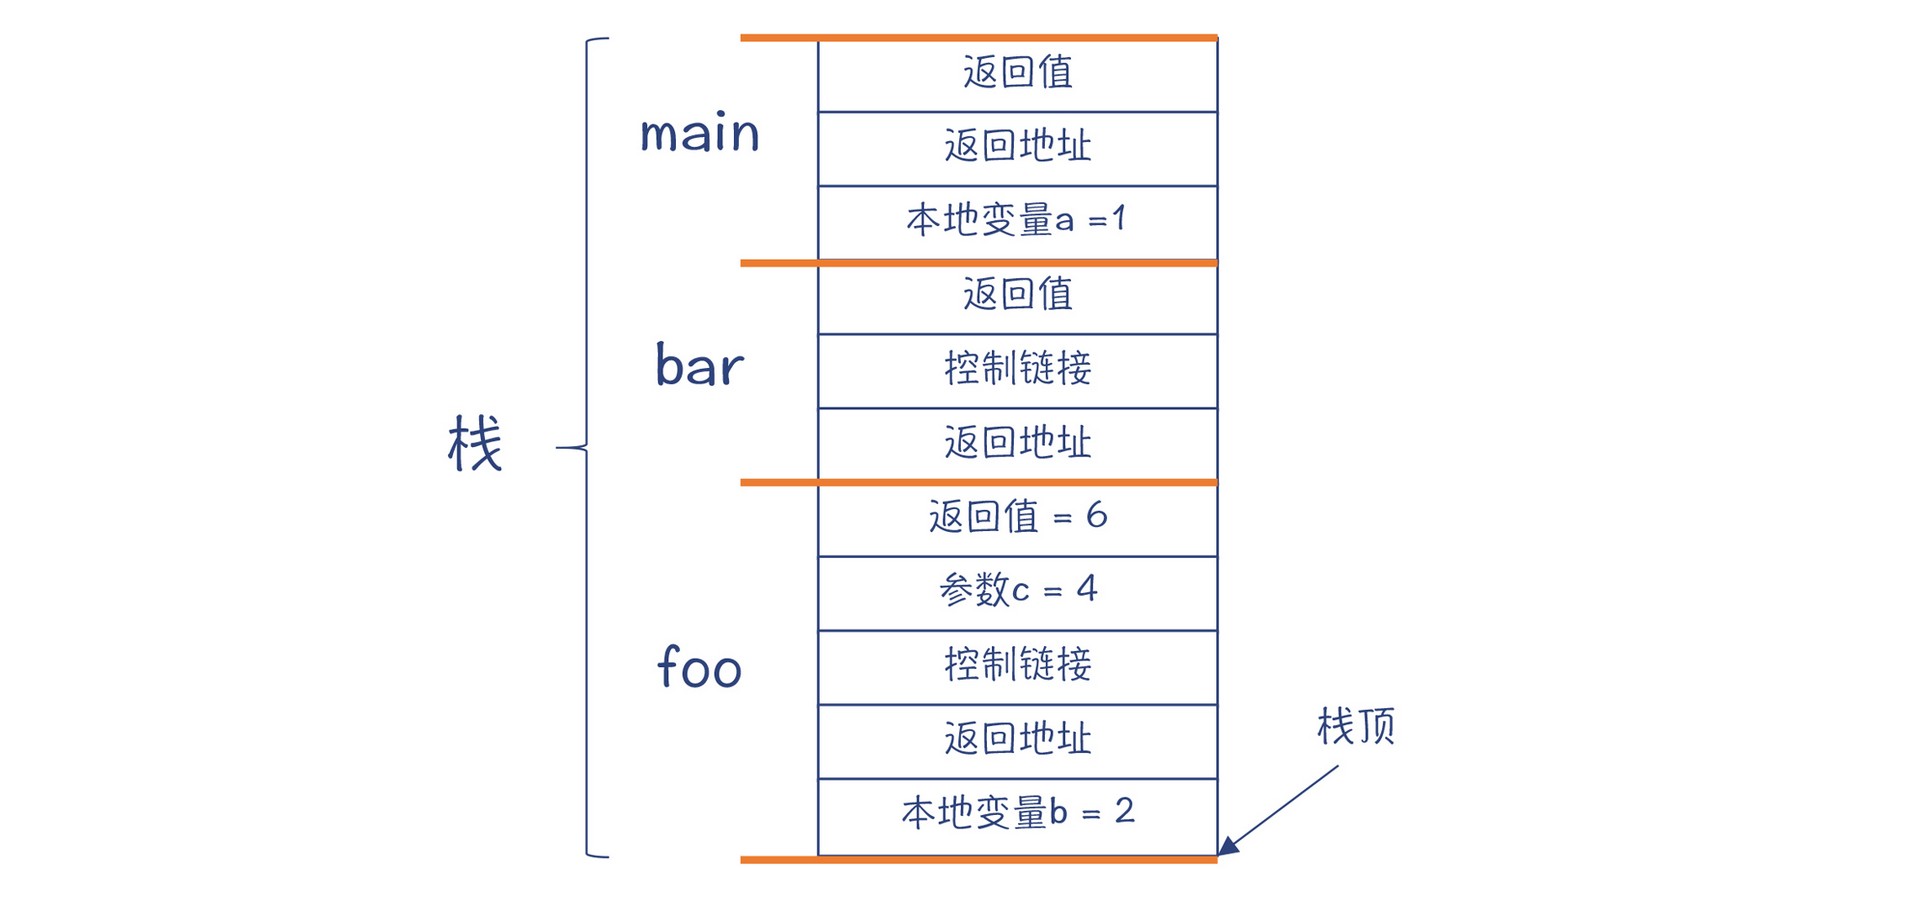 栈
main
返回值
返回地址
本地变量a =1
bar
返回值
控制链接
返回地址
foo
返回值 = 6
参数c = 4
控制链接
返回地址
本地变量b = 2
栈顶